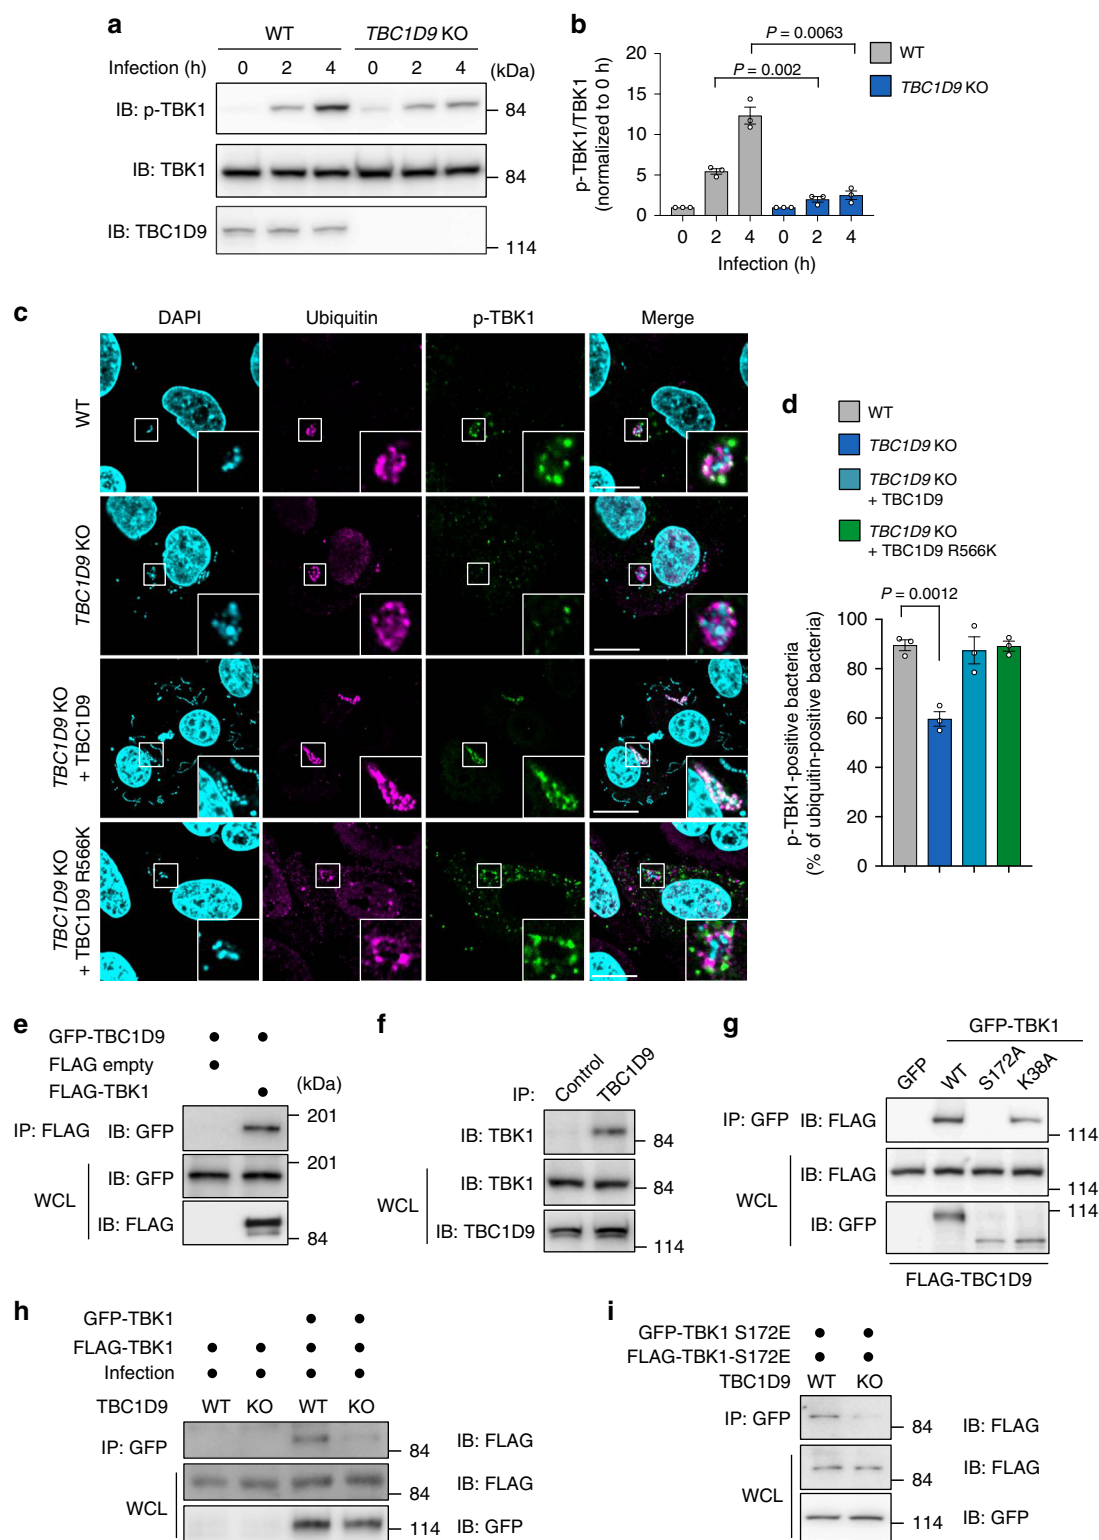 a
WT
TBC1D9 KO
Infection (h) 0 2 4 0 2 4 (kDa)
IB: p-TBK1
84
IB: TBK1
84
IB: TBC1D9
114
b
P = 0.0063
P = 0.002
WT
TBC1D9 KO
p-TBK1/TBK1
(normalized to 0 h)
20
15
10
5
0
0 2 4 0 2 4
Infection (h)
c
DAPI Ubiquitin p-TBK1 Merge
WT
TBC1D9 KO
TBC1D9 KO
+ TBC1D9
TBC1D9 KO
+ TBC1D9 R566K
d
WT
TBC1D9 KO
TBC1D9 KO
+ TBC1D9
TBC1D9 KO
+ TBC1D9 R566K
P = 0.0012
p-TBK1-positive bacteria
(% of ubiquitin-positive bacteria)
100
80
60
40
20
0
e
GFP-TBC1D9
FLAG empty
FLAG-TBK1
(kDa)
201
IP: FLAG IB: GFP
201
WCL
IB: GFP
IB: FLAG
84
f
IP: Control TBC1D9
IB: TBK1
84
WCL
IB: TBK1
84
IB: TBC1D9
114
g
GFP-TBK1
GFP WT S172A K38A
IP: GFP IB: FLAG
114
WCL
IB: FLAG
114
114
IB: GFP
FLAG-TBC1D9
h
GFP-TBK1
FLAG-TBK1
Infection
TBC1D9 WT KO WT KO
IP: GFP 84 IB: FLAG
WCL
84 IB: FLAG
114 IB: GFP
i
GFP-TBK1 S172E
FLAG-TBK1-S172E
TBC1D9 WT KO
IP: GFP 84 IB: FLAG
WCL
84 IB: FLAG
114 IB: GFP